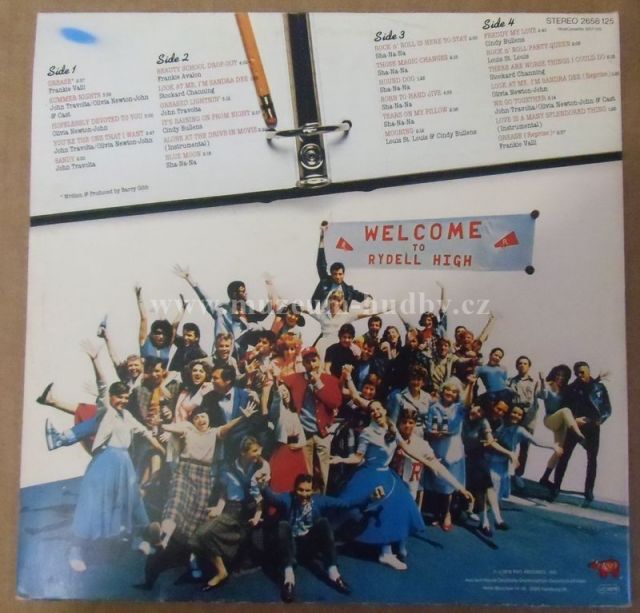 STEREO 2658 125
Side 1
GREASE*
Frankie Valli
SUMMER NIGHTS
John Travolta/Olivia Newton-John
& Cast
HOPELESSLY DEVOTED TO YOU
Olivia Newton-John
YOU'RE THE ONE THAT I WANT
John Travolta/Olivia Newton-John
SANDY
John Travolta
* Written & Produced by Barry Gibb
Side 2
BEAUTY SCHOOL DROP-OUT
Frankie Avalon
LOOK AT ME, I'M SANDRA DEE
Stockard Channing
GREASED LIGHTNIN'
John Travolta
IT'S RAINING ON PROM NIGHT
Cindy Bullens
ALONE AT THE DRIVE-IN MOVIE
(Instrumental)
BLUE MOON
Sha-Na-Na
Side 3
ROCK N' ROLL IS HERE TO STAY
Sha-Na-Na
THOSE MAGIC CHANGES
Sha-Na-Na
HOUND DOG
Sha-Na-Na
BORN TO HAND JIVE
Sha-Na-Na
TEARS ON MY PILLOW
Sha-Na-Na
MOONING
Louis St. Louis & Cindy Bullens
Side 4
FREDDY MY LOVE
Cindy Bullens
ROCK N' ROLL PARTY QUEEN
Louis St. Louis
THERE ARE WORSE THINGS I COULD DO
Stockard Channing
LOOK AT ME, I'M SANDRA DEE (Reprise)
Olivia Newton-John
WE GO TOGETHER
John Travolta/Olivia Newton-John & Cast
LOVE IS A MANY SPLENDORED THING
(Instrumental)
GREASE (Reprise)*
Frankie Valli
WELCOME
TO
RYDELL HIGH
R
R
www.muzeum-hudby.cz
RSO